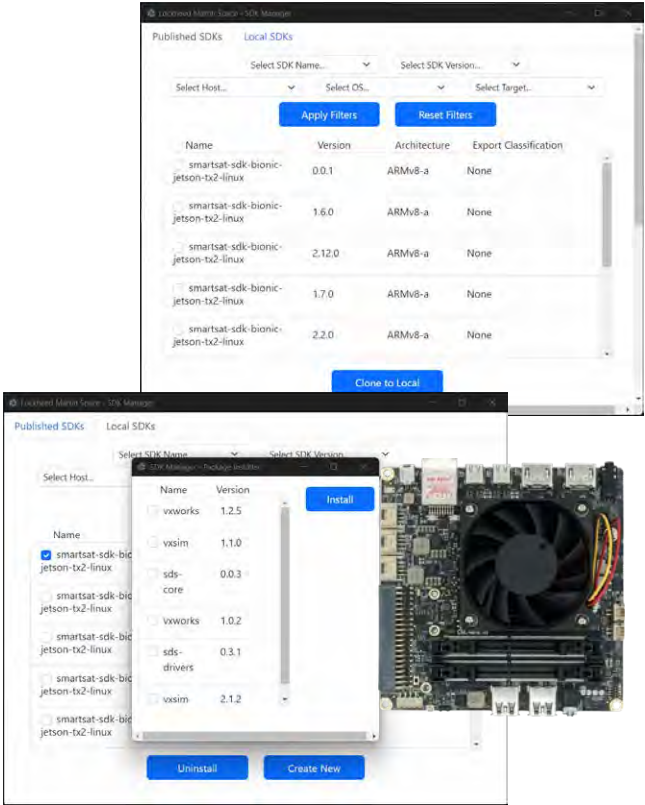 Lockheed Martin Space - SDK Manager
Published SDKs Local SDKs
Select SDK Name... Select SDK Version...
Select Host... Select OS... Select Target...
Apply Filters Reset Filters
Name Version Architecture Export Classification
smartsat-sdk-bionic-
jetson-tx2-linux 0.0.1 ARMv8-a None
smartsat-sdk-bionic-
jetson-tx2-linux 1.6.0 ARMv8-a None
smartsat-sdk-bionic-
jetson-tx2-linux 2.12.0 ARMv8-a None
smartsat-sdk-bionic-
jetson-tx2-linux 1.7.0 ARMv8-a None
smartsat-sdk-bionic-
jetson-tx2-linux 2.2.0 ARMv8-a None
Clone to Local
Lockheed Martin Space - SDK Manager
Published SDKs Local SDKs
Select SDK Name... Select SDK Version...
Select Host...
Name
smartsat-sdk-bio
jetson-tx2-linux
smartsat-sdk-bio
jetson-tx2-linux
smartsat-sdk-bio
jetson-tx2-linux
smartsat-sdk-bio
jetson-tx2-linux
smartsat-sdk-bio
jetson-tx2-linux
Uninstall Create New
SDK Manager - Package Installer
Name Version
Install
vxworks 1.2.5
vxsim 1.1.0
sds-
core 0.0.3
vxworks 1.0.2
sds-
drivers 0.3.1
vxsim 2.1.2